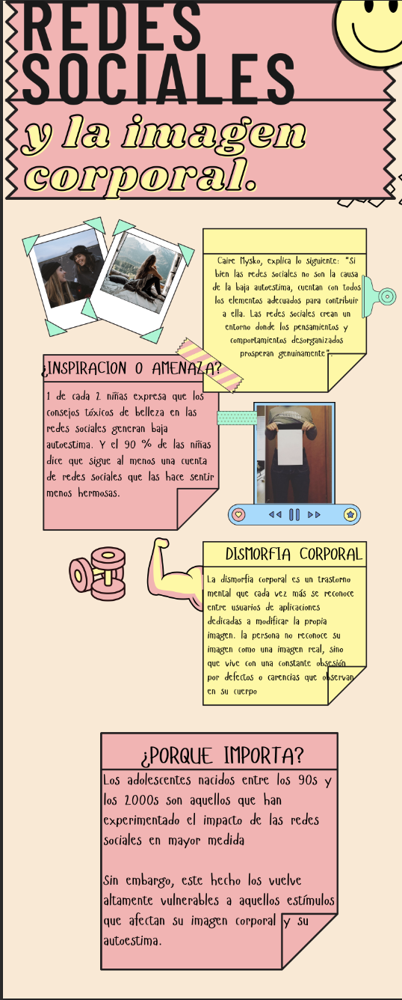 REDES
SOCIALES
y la imagen
corporal.
Caire Mysko, explica lo siguiente: "Si
bien las redes sociales no son la causa
de la baja autoestima, cuentan con todos
los elementos adecuados para contribuir
a ella. Las redes sociales crean un
entorno donde los pensamientos y
comportamientos desorganizados
prosperan genuinamente".
¿INSPIRACION O AMENAZA?
1 de cada 2 niñas expresa que los
consejos tóxicos de belleza en las
redes sociales generan baja
autoestima. Y el 90 % de las niñas
dice que sigue al menos una cuenta
de redes sociales que las hace sentir
menos hermosas.
DISMORFIA CORPORAL
La dismorfia corporal es un trastorno
mental que cada vez más se reconoce
entre usuarios de aplicaciones
dedicadas a modificar la propia
imagen. la persona no reconoce su
imagen como una imagen real, sino
que vive con una constante obsesión
por defectos o carencias que observan
en su cuerpo
¿PORQUE IMPORTA?
Los adolescentes nacidos entre los 90s y
los 2000s son aquellos que han
experimentado el impacto de las redes
sociales en mayor medida
Sin embargo, este hecho los vuelve
altamente vulnerables a aquellos estímulos
que afectan su imagen corporal y su
autoestima.